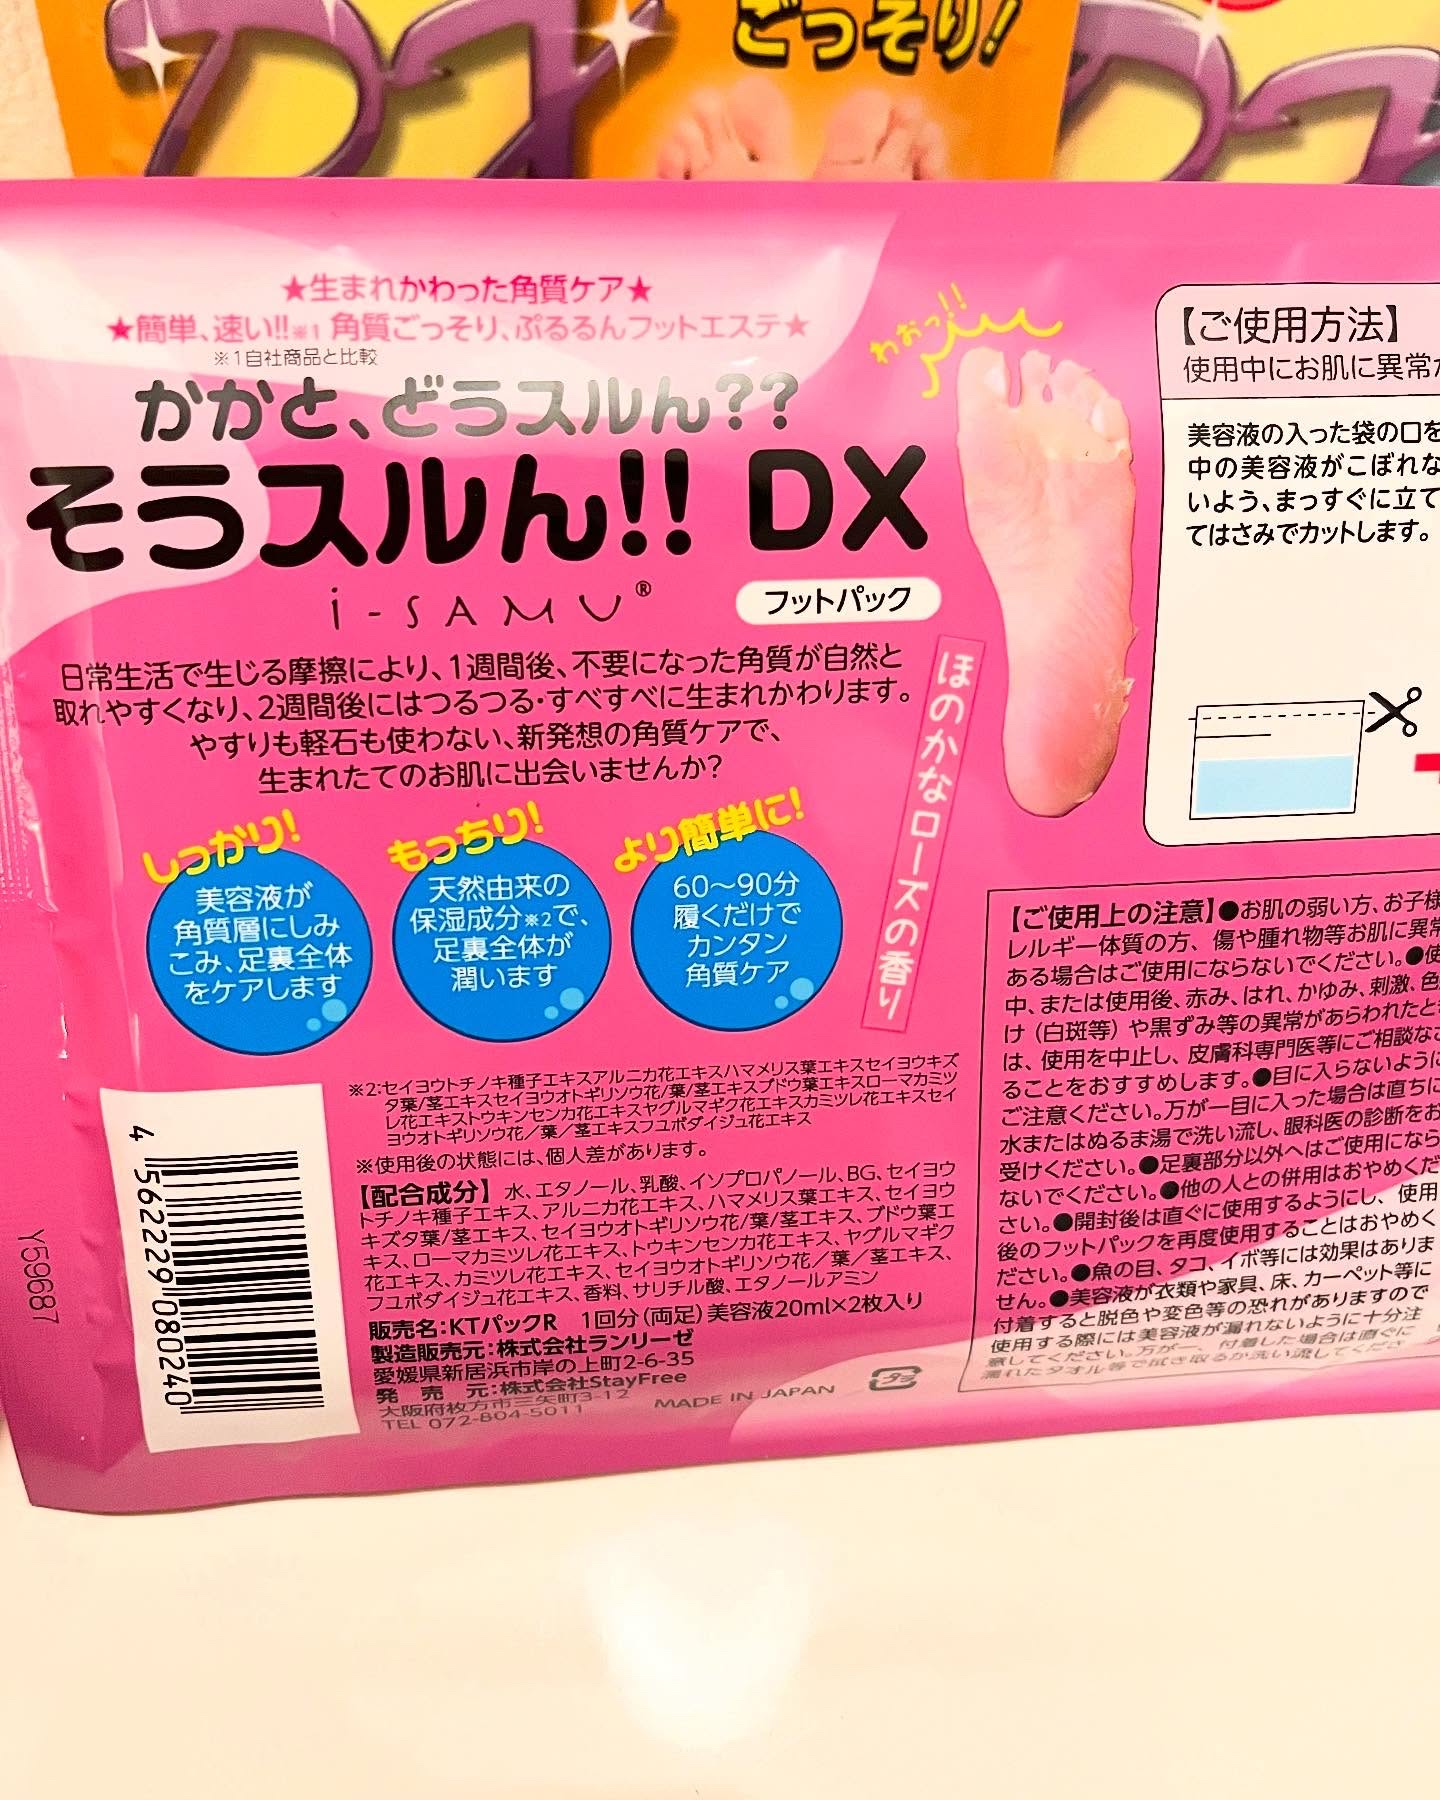 DX
ごっそり!
★生まれかわった角質ケア★
★簡単、速い!!※1 角質ごっそり、ぷるるんフットエステ★
※1自社商品と比較
かかと、どうスルん??
そうスルん!! DX
i-SAMU®
フットパック
わおっ!!
日常生活で生じる摩擦により、1週間後、不要になった角質が自然と
取れやすくなり、2週間後にはつるつる・すべすべに生まれかわります。
やすりも軽石も使わない、新発想の角質ケアで、
生まれたてのお肌に出会いませんか?
ほのかなローズの香り
しっかり!
美容液が
角質層にしみ
こみ、足裏全体
をケアします
もっちり!
天然由来の
保湿成分※2で、
足裏全体が
潤います
より簡単に!
60〜90分
履くだけで
カンタン
角質ケア
※2:セイヨウトチノキ種子エキスアルニカ花エキスハマメリス葉エキスセイヨウキズ
タ葉/茎エキスセイヨウオトギリソウ花/葉/茎エキスブドウ葉エキスローマカミツ
レ花エキストウキンセンカ花エキスヤグルマギク花エキスカミツレ花エキスセイ
ヨウオトギリソウ花/葉/茎エキスフユボダイジュ花エキス
※使用後の状態には、個人差があります。
【配合成分】水、エタノール、乳酸、イソプロパノール、BG、セイヨウ
トチノキ種子エキス、アルニカ花エキス、ハマメリス葉エキス、セイヨウ
キズタ葉/茎エキス、セイヨウオトギリソウ花/葉/茎エキス、ブドウ葉エ
キス、ローマカミツレ花エキス、トウキンセンカ花エキス、ヤグルマギク
花エキス、カミツレ花エキス、セイヨウオトギリソウ花/葉/茎エキス、
フユボダイジュ花エキス、香料、サリチル酸、エタノールアミン
販売名:KTパックR 1回分(両足)美容液20ml×2枚入り
製造販売元:株式会社ランリーゼ
愛媛県新居浜市岸の上町2-6-35
発 売 元:株式会社StayFree
大阪府枚方市三矢町3-12
TEL 072-804-5011
MADE IN JAPAN
プラ
4 562229 080240
Y59687
【ご使用方法】
使用中にお肌に異常
美容液の入った袋の口を
中の美容液がこぼれな
いよう、まっすぐに立て
てはさみでカットします。
【ご使用上の注意】●お肌の弱い方、お子様
レルギー体質の方、傷や腫れ物等お肌に異常
ある場合はご使用にならないでください。●使
中、または使用後、赤み、はれ、かゆみ、刺激、色
け(白斑等)や黒ずみ等の異常があらわれたとき
は、使用を中止し、皮膚科専門医等にご相談なさ
ることをおすすめします。●目に入らないように
ご注意ください。万が一目に入った場合は直ちに
水またはぬるま湯で洗い流し、眼科医の診断をお
受けください。●足裏部分以外へはご使用になら
ないでください。●他の人との併用はおやめくだ
さい。●開封後は直ぐに使用するようにし、使用
後のフットパックを再度使用することはおやめく
ださい。●魚の目、タコ、イボ等には効果はありま
せん。●美容液が衣類や家具、床、カーペット等に
付着すると脱色や変色等の恐れがありますので
使用する際には美容液が漏れないように十分注
意してください。万が一、付着した場合は直ぐに
濡れたタオル等で拭き取るか洗い流してくださ